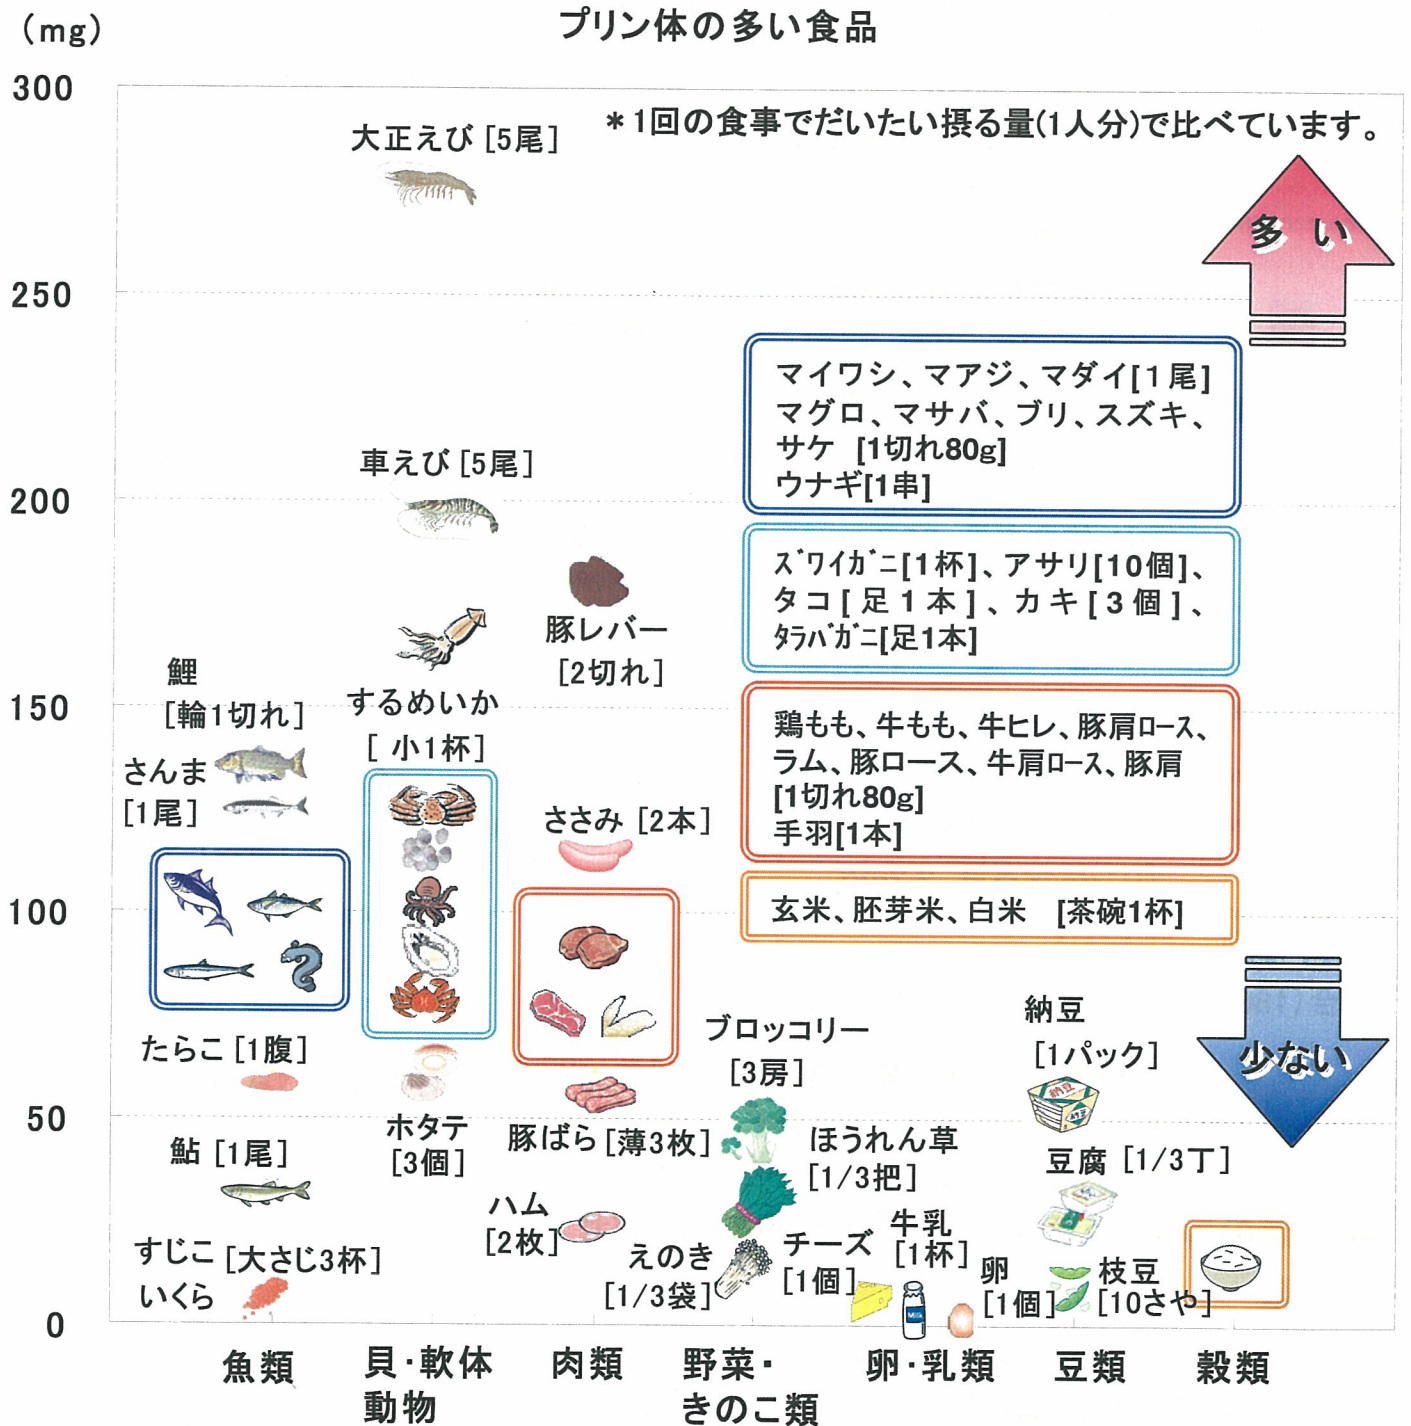 プリン体の多い食品
(mg)
300
＊1回の食事でだいたい摂る量(1人分)で比べています。
大正えび [5尾]
多い
250
マイワシ、マアジ、マダイ[1尾]
マグロ、マサバ、ブリ、スズキ、
サケ [1切れ80g]
ウナギ[1串]
車えび [5尾]
200
ｽﾞﾜｲｶﾞﾆ[1杯]、アサリ[10個]、
タコ[足1本]、カキ[3個]、
ﾀﾗﾊﾞｶﾞﾆ[足1本]
豚レバー
[2切れ]
鯉
[輪1切れ]
するめいか
[ 小1杯]
150
鶏もも、牛もも、牛ヒレ、豚肩ﾛｰｽ、
ラム、豚ロース、牛肩ﾛｰｽ、豚肩
[1切れ80g]
手羽[1本]
さんま
[1尾]
ささみ [2本]
100
玄米、胚芽米、白米 [茶碗1杯]
少ない
納豆
[1パック]
納豆
納豆
ブロッコリー
[3房]
たらこ [1腹]
50
ホタテ
[3個]
豚ばら [薄3枚]
ほうれん草
[1/3把]
豆腐 [1/3丁]
鮎 [1尾]
ハム
[2枚]
えのき
[1/3袋]
チーズ
[1個]
牛乳
[1杯]
Milk
卵
[1個]
枝豆
[10さや]
すじこ
いくら
[大さじ3杯]
0
魚類
貝・軟体
動物
肉類
野菜・
きのこ類
卵・乳類
豆類
穀類